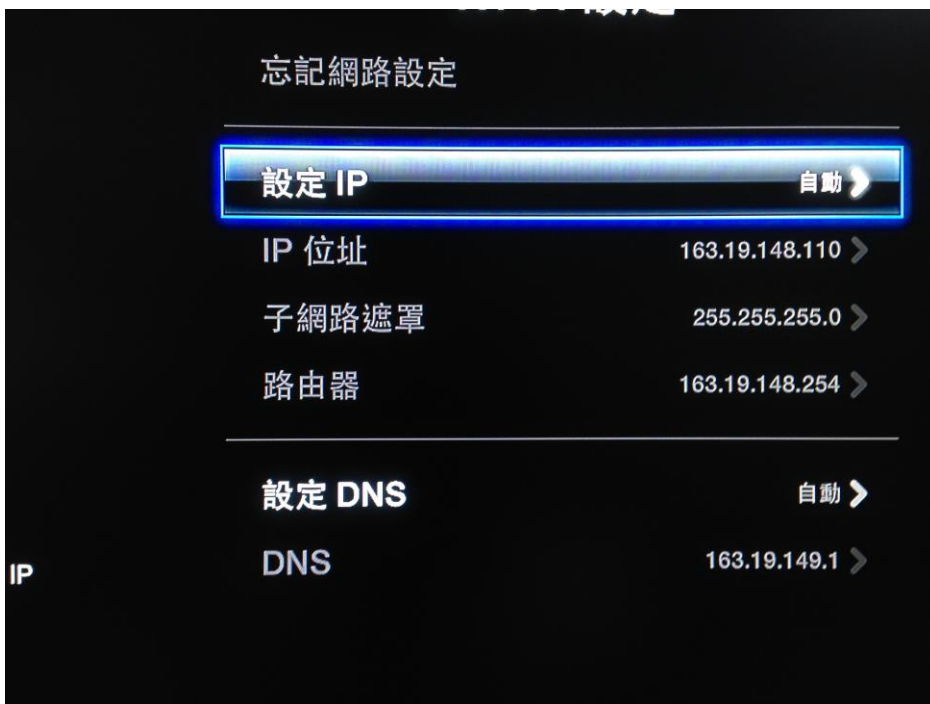 忘記網路設定
設定 IP 自動
IP 位址 163.19.148.110
子網路遮罩 255.255.255.0
路由器 163.19.148.254
設定 DNS 自動
DNS 163.19.149.1
IP